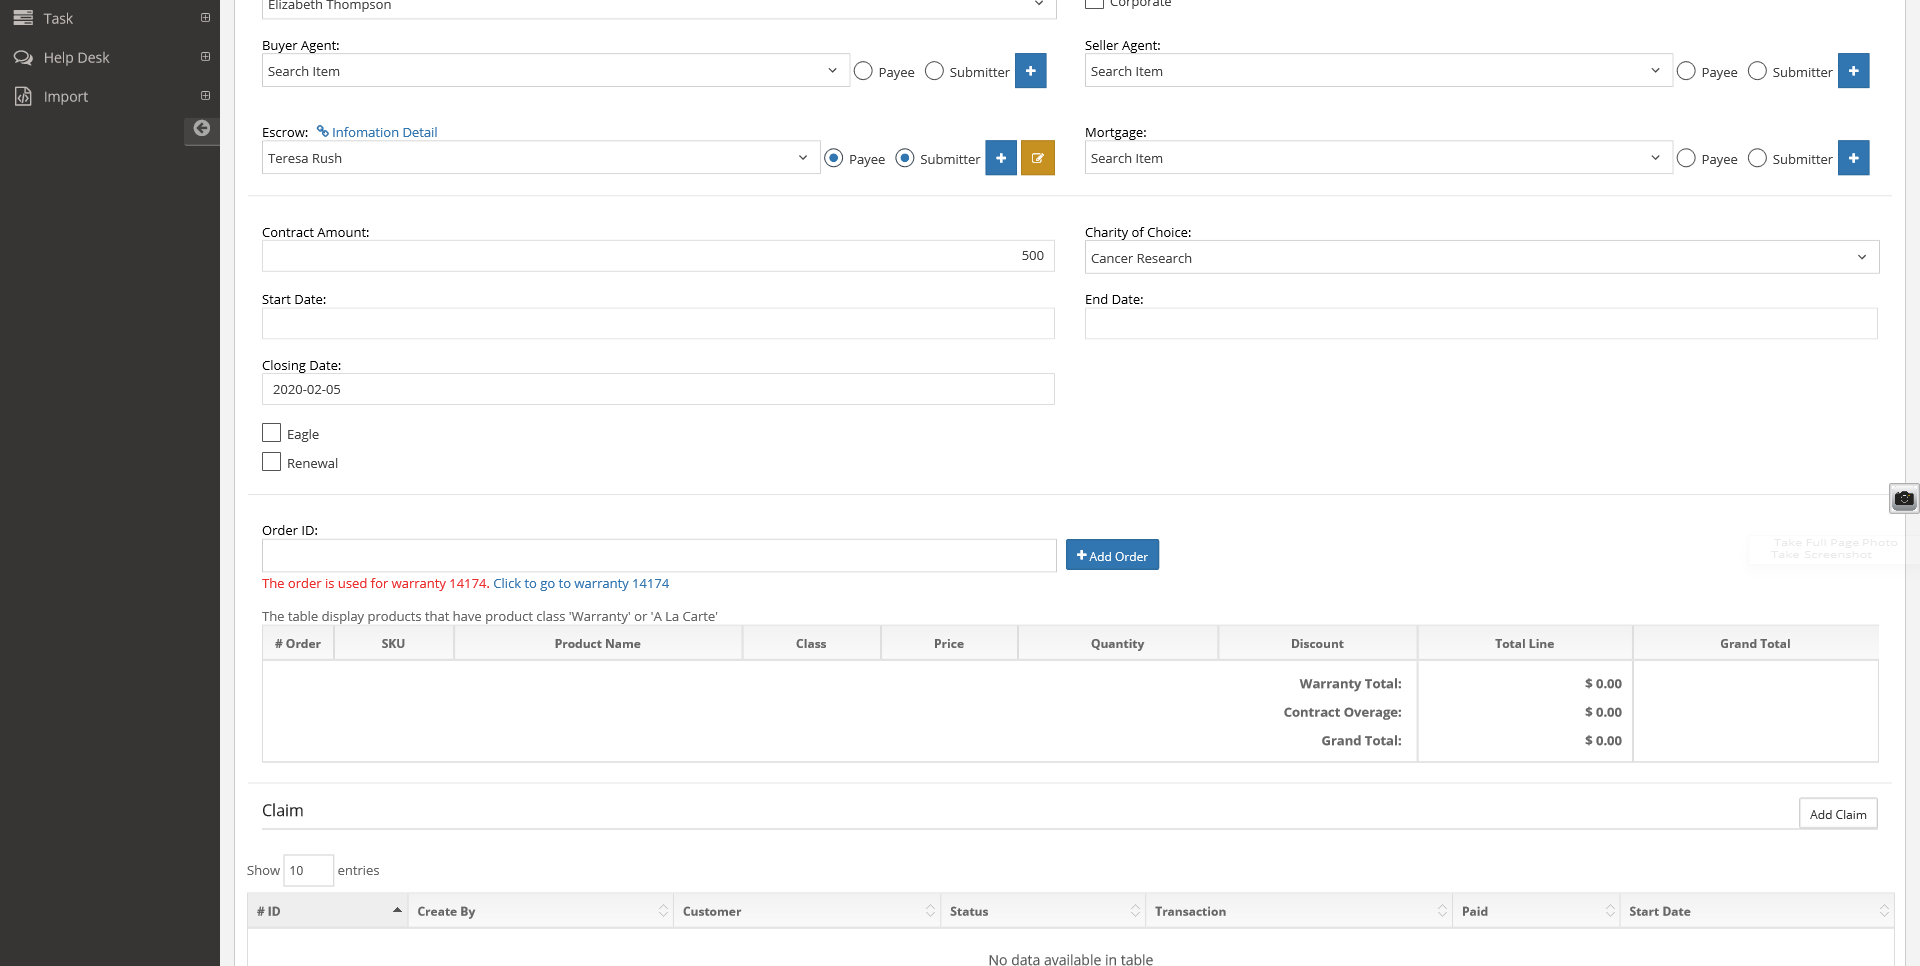 Task
Help Desk
Import
Elizabeth Thompson
Corporate
Buyer Agent:
Search Item
Payee
Submitter
Seller Agent:
Search Item
Payee
Submitter
Escrow: Infomation Detail
Teresa Rush
Payee
Submitter
Mortgage:
Search Item
Payee
Submitter
Contract Amount:
500
Charity of Choice:
Cancer Research
Start Date:
End Date:
Closing Date:
2020-02-05
Eagle
Renewal
Order ID:
Add Order
The order is used for warranty 14174. Click to go to warranty 14174
Take Full Page Photo
Take Screenshot
The table display products that have product class 'Warranty' or 'A La Carte'
# Order SKU Product Name Class Price Quantity Discount Total Line Grand Total
Warranty Total: $ 0.00
Contract Overage: $ 0.00
Grand Total: $ 0.00
Claim
Add Claim
Show 10 entries
# ID Create By Customer Status Transaction Paid Start Date
No data available in table